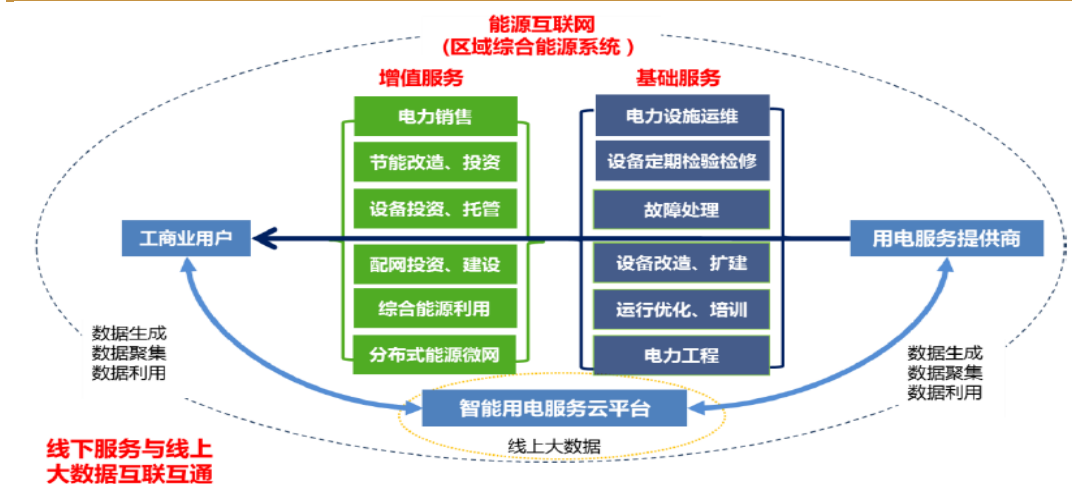 能源互联网
(区域综合能源系统)
增值服务
基础服务
电力销售
节能改造、投资
设备投资、托管
配网投资、建设
综合能源利用
分布式能源微网
电力设施运维
设备定期检验检修
故障处理
设备改造、扩建
运行优化、培训
电力工程
工商业用户
用电服务提供商
数据生成
数据聚集
数据利用
数据生成
数据聚集
数据利用
智能用电服务云平台
线上大数据
线下服务与线上
大数据互联互通